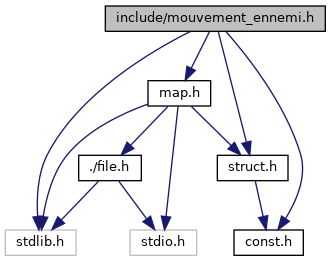 include/mouvement_ennemi.h
map.h
./file.h
struct.h
stdlib.h
stdio.h
const.h